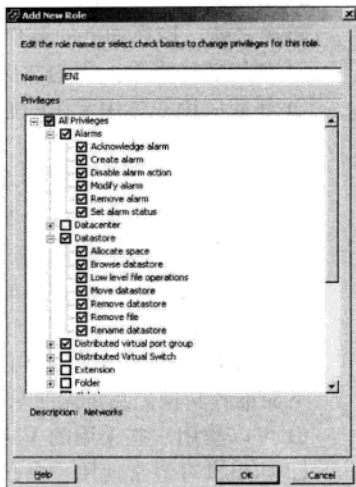 Add New Role
Edit the role name or select check boxes to change privileges for this role.
Name: ENI
Privileges
All Privileges
Alarms
Acknowledge alarm
Create alarm
Disable alarm action
Modify alarm
Remove alarm
Set alarm status
Datacenter
Datastore
Allocate space
Browse datastore
Low level file operations
Move datastore
Remove datastore
Remove file
Rename datastore
Distributed virtual port group
Distributed Virtual Switch
Extension
Folder
Description: Networks
Help
OK
Cancel